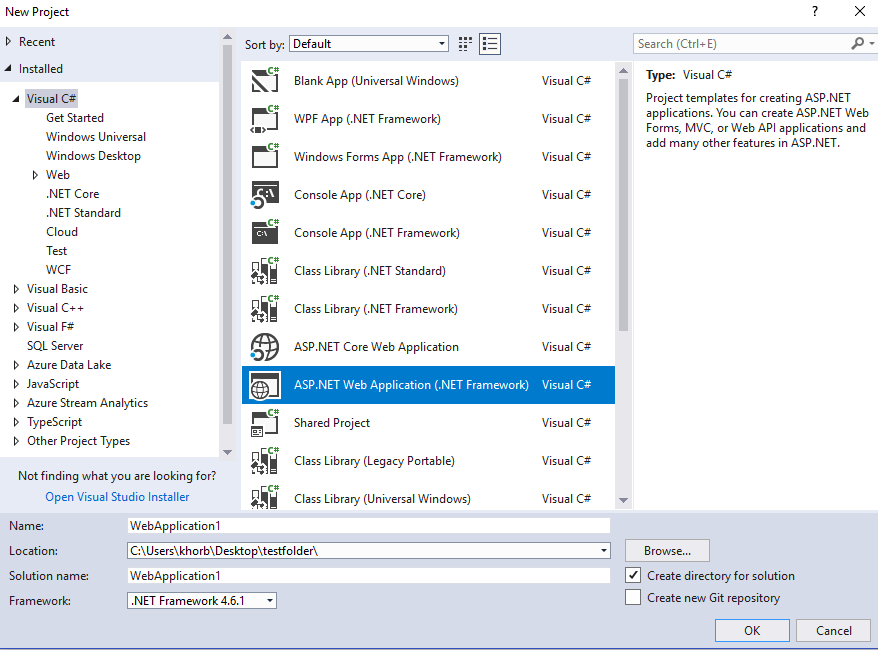 New Project
?
Recent
Installed
Visual C#
Get Started
Windows Universal
Windows Desktop
Web
.NET Core
.NET Standard
Cloud
Test
WCF
Visual Basic
Visual C++
Visual F#
SQL Server
Azure Data Lake
JavaScript
Azure Stream Analytics
TypeScript
Other Project Types
Not finding what you are looking for?
Open Visual Studio Installer
Sort by: Default
Blank App (Universal Windows) Visual C#
WPF App (.NET Framework) Visual C#
Windows Forms App (.NET Framework) Visual C#
Console App (.NET Core) Visual C#
Console App (.NET Framework) Visual C#
Class Library (.NET Standard) Visual C#
Class Library (.NET Framework) Visual C#
ASP.NET Core Web Application Visual C#
ASP.NET Web Application (.NET Framework) Visual C#
Shared Project Visual C#
Class Library (Legacy Portable) Visual C#
Class Library (Universal Windows) Visual C#
Search (Ctrl+E)
Type: Visual C#
Project templates for creating ASP.NET
applications. You can create ASP.NET Web
Forms, MVC, or Web API applications and
add many other features in ASP.NET.
Name: WebApplication1
Location: C:\Users\khorb\Desktop\testfolder\
Browse...
Solution name: WebApplication1
Create directory for solution
Framework: .NET Framework 4.6.1
Create new Git repository
OK
Cancel